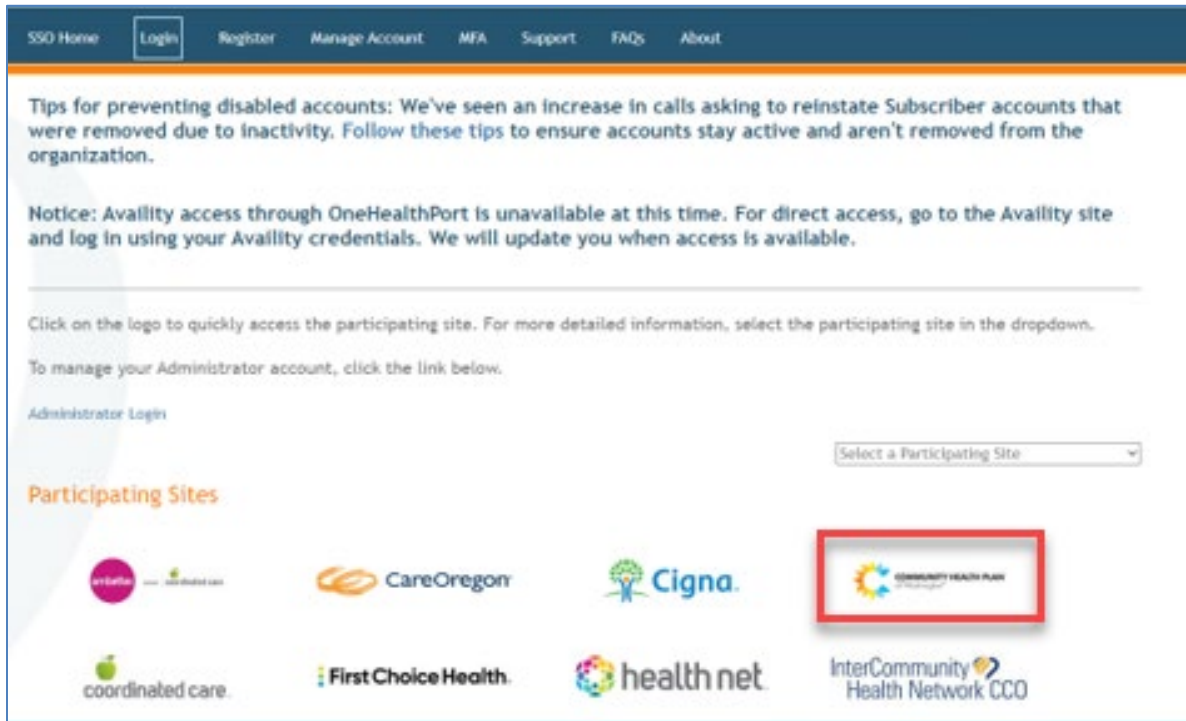 SSO Home Login Register Manage Account MFA Support FAQs About
Tips for preventing disabled accounts: We've seen an increase in calls asking to reinstate Subscriber accounts that
were removed due to inactivity. Follow these tips to ensure accounts stay active and aren't removed from the
organization.
Notice: Availity access through OneHealthPort is unavailable at this time. For direct access, go to the Availity site
and log in using your Availity credentials. We will update you when access is available.
Click on the logo to quickly access the participating site. For more detailed information, select the participating site in the dropdown.
To manage your Administrator account, click the link below.
Administrator Login
Select a Participating Site
Participating Sites
ambetter coordinated care
CareOregon
Cigna.
COMMUNITY HEALTH PLAN
of Washington
coordinated care.
First Choice Health.
health net
InterCommunity
Health Network CCO